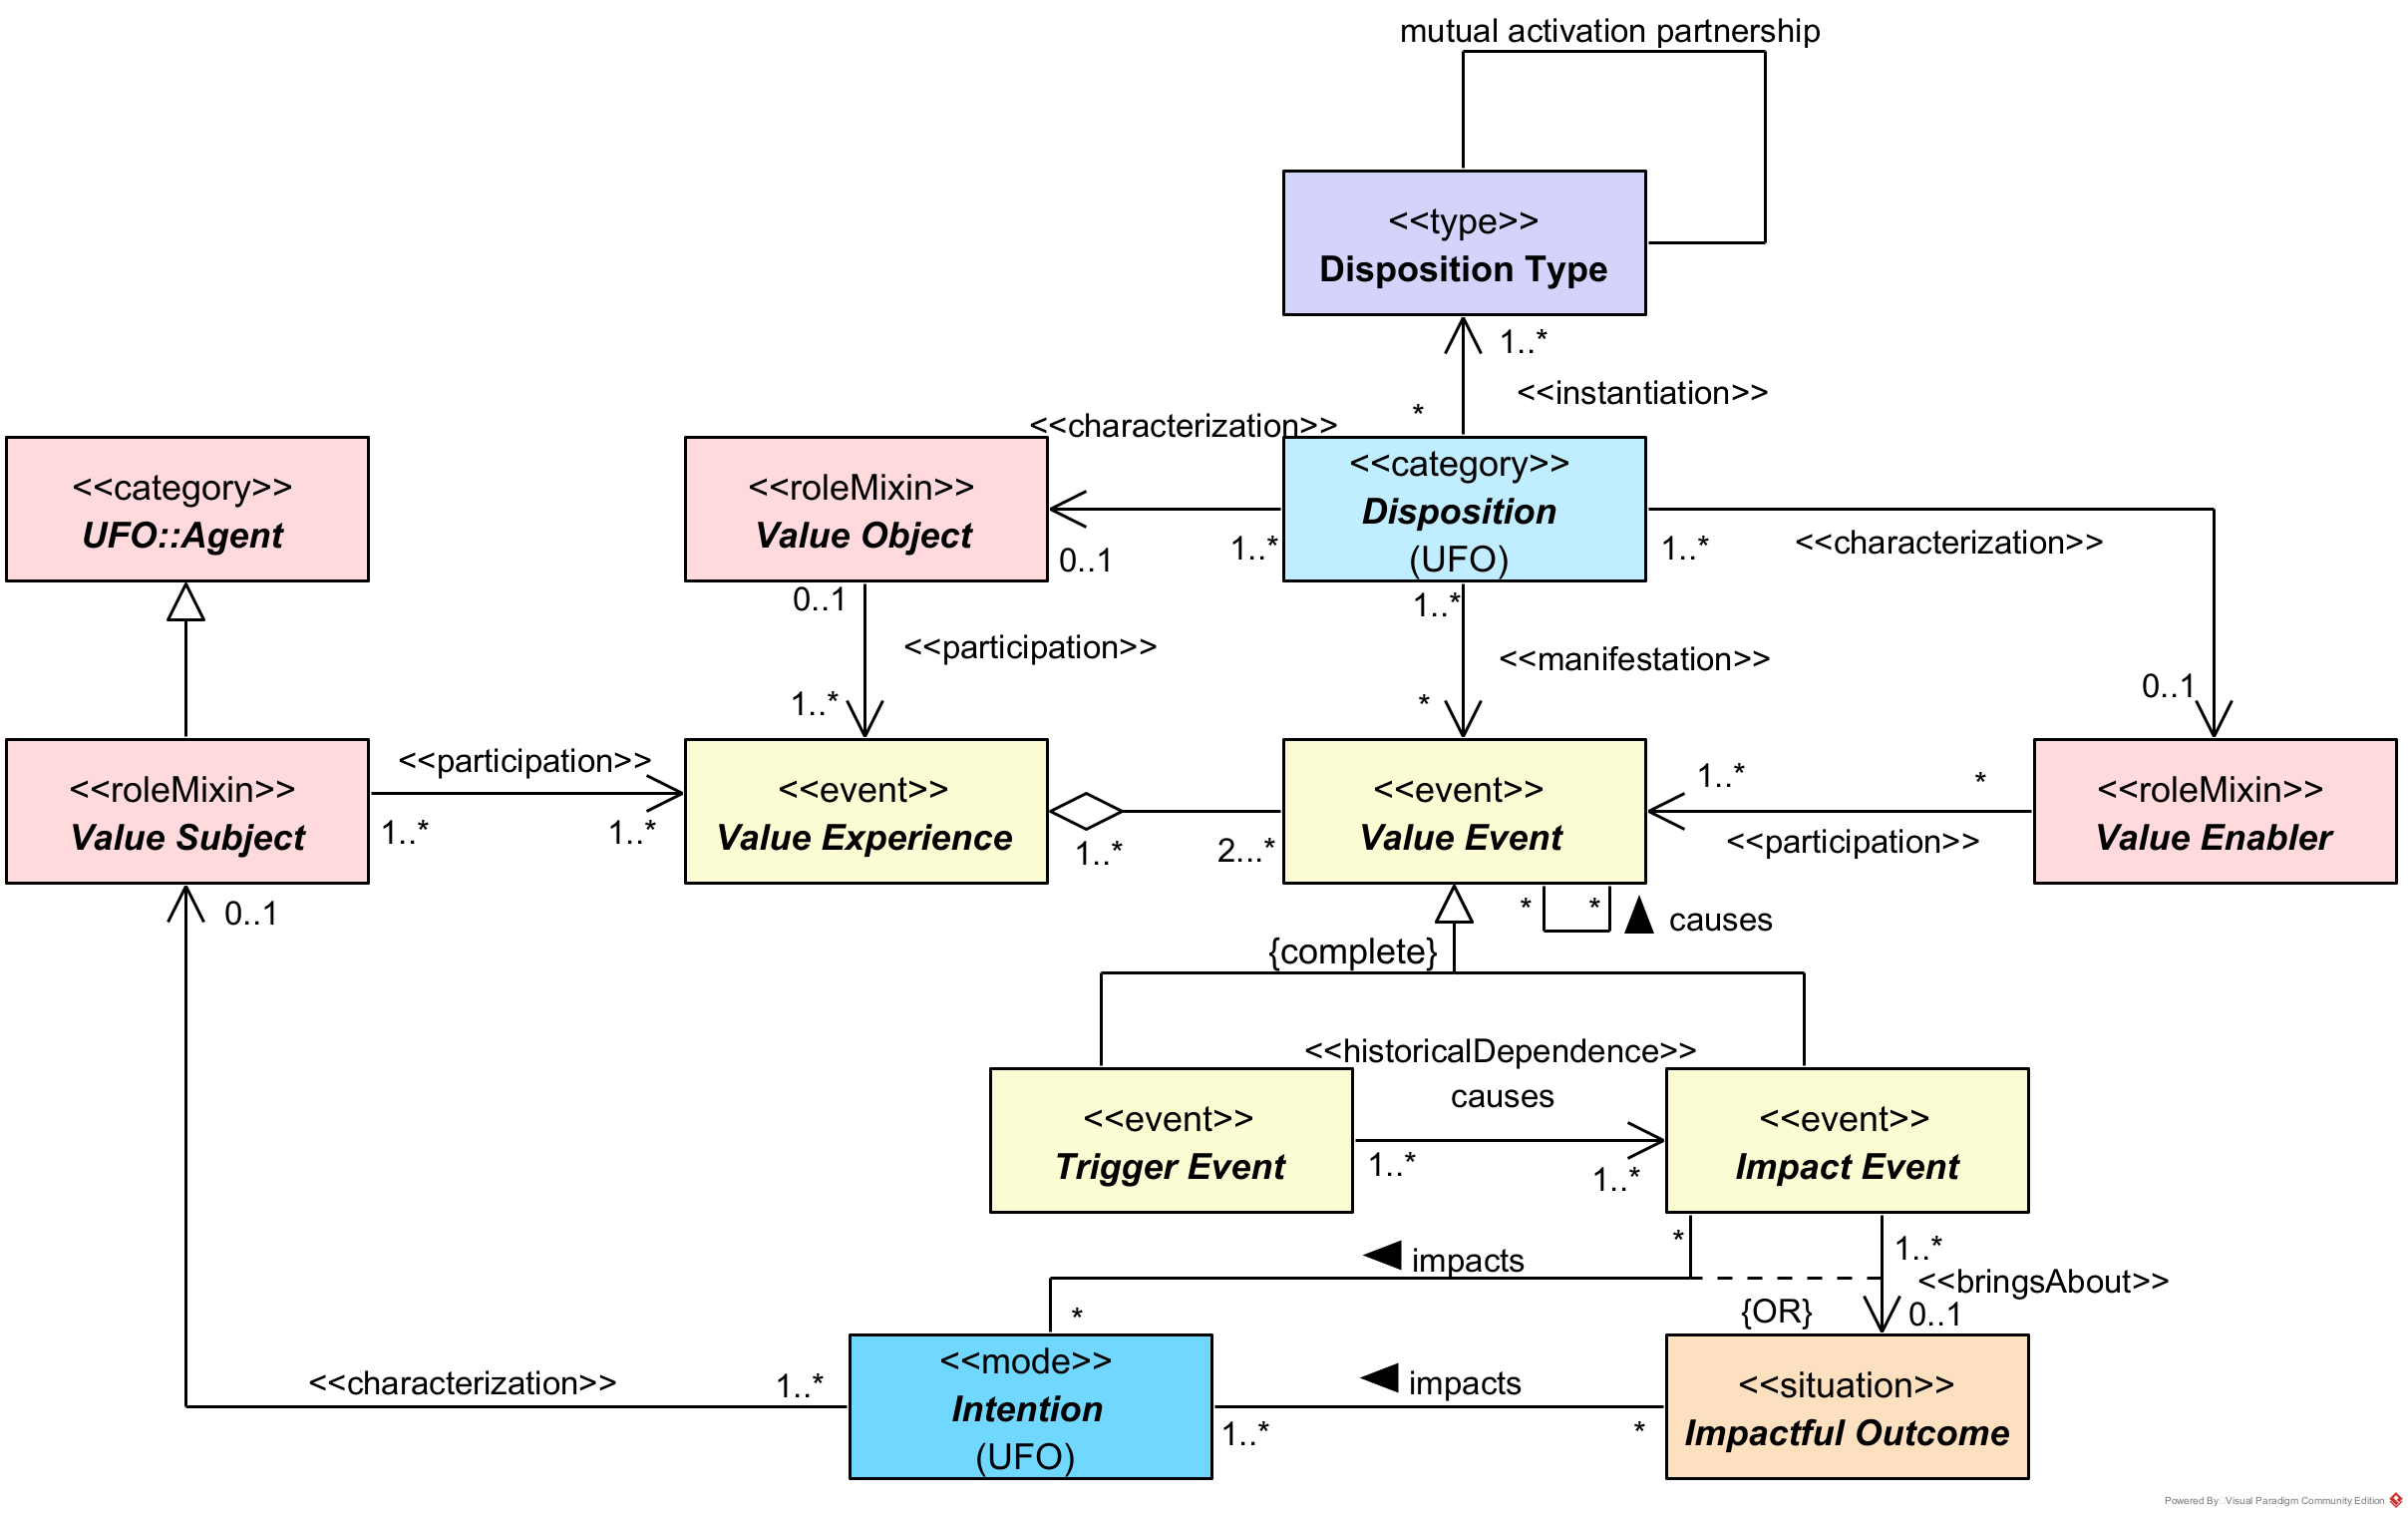 mutual activation partnership
<<type>>
Disposition Type
1..*
<<instantiation>>
*
<<characterization>>
<<category>>
UFO::Agent
<<roleMixin>>
Value Object
<<category>>
Disposition
(UFO)
0..1
1..*
1..*
<<characterization>>
0..1
<<participation>>
1..*
1..*
<<manifestation>>
*
0..1
<<roleMixin>>
Value Subject
<<participation>>
1..*
1..*
<<event>>
Value Experience
1..*
2...*
<<event>>
Value Event
1..*
*
<<participation>>
<<roleMixin>>
Value Enabler
0..1
*
*
causes
{complete}
<<historicalDependence>>
causes
<<event>>
Trigger Event
1..*
1..*
<<event>>
Impact Event
*
impacts
*
1..*
<<bringsAbout>>
{OR}
0..1
<<characterization>>
1..*
<<mode>>
Intention
(UFO)
impacts
1..*
*
<<situation>>
Impactful Outcome
Powered By Visual Paradigm Community Edition